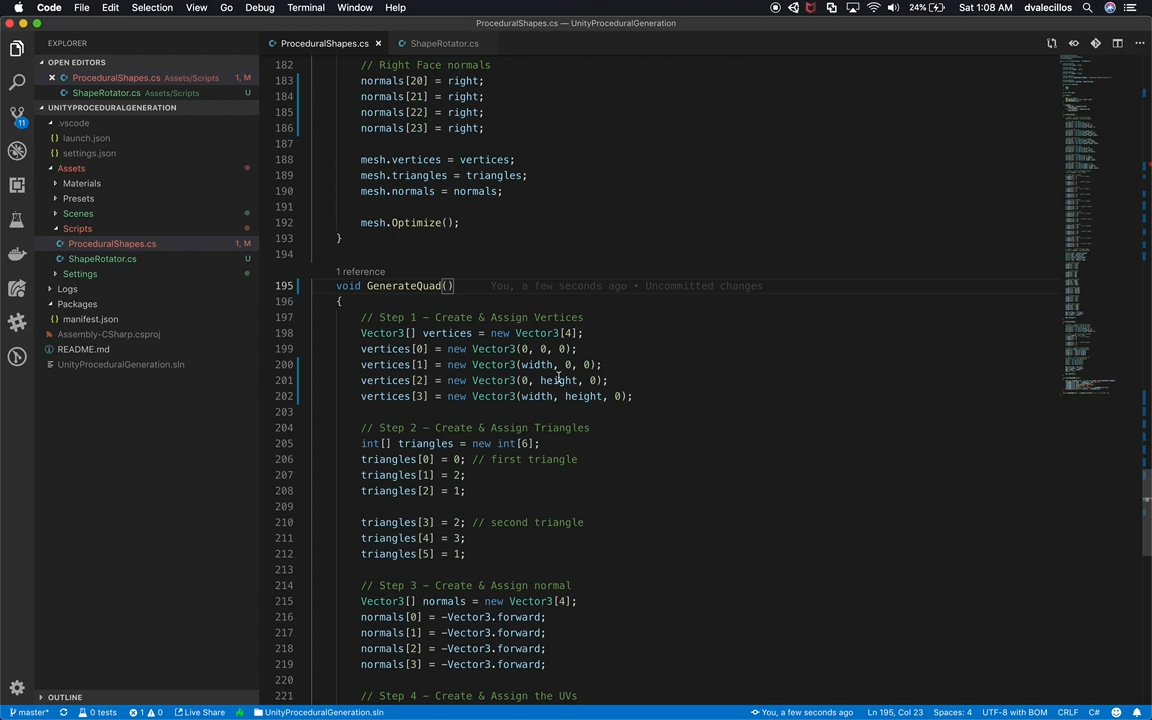 Code File Edit Selection View Go Debug Terminal Window Help 24% Sat 1:08 AM dvalecillos
ProceduralShapes.cs — UnityProceduralGeneration
EXPLORER
OPEN EDITORS
ProceduralShapes.cs Assets/Scripts 1, M
ShapeRotator.cs Assets/Scripts U
UNITYPROCEDURALGENERATION
.vscode
{} launch.json
{} settings.json
Assets
Materials
Presets
Scenes
Scripts
ProceduralShapes.cs 1, M
ShapeRotator.cs U
Settings
Logs
Packages
{} manifest.json
Assembly-CSharp.csproj
README.md
UnityProceduralGeneration.sln
OUTLINE
11
ProceduralShapes.cs ShapeRotator.cs
182 // Right Face normals
183 normals[20] = right;
184 normals[21] = right;
185 normals[22] = right;
186 normals[23] = right;
187
188 mesh.vertices = vertices;
189 mesh.triangles = triangles;
190 mesh.normals = normals;
191
192 mesh.Optimize();
193 }
194
1 reference
195 void GenerateQuad() You, a few seconds ago • Uncommitted changes
196 {
197 // Step 1 - Create & Assign Vertices
198 Vector3[] vertices = new Vector3[4];
199 vertices[0] = new Vector3(0, 0, 0);
200 vertices[1] = new Vector3(width, 0, 0);
201 vertices[2] = new Vector3(0, height, 0);
202 vertices[3] = new Vector3(width, height, 0);
203
204 // Step 2 - Create & Assign Triangles
205 int[] triangles = new int[6];
206 triangles[0] = 0; // first triangle
207 triangles[1] = 2;
208 triangles[2] = 1;
209
210 triangles[3] = 2; // second triangle
211 triangles[4] = 3;
212 triangles[5] = 1;
213
214 // Step 3 - Create & Assign normal
215 Vector3[] normals = new Vector3[4];
216 normals[0] = -Vector3.forward;
217 normals[1] = -Vector3.forward;
218 normals[2] = -Vector3.forward;
219 normals[3] = -Vector3.forward;
220
221 // Step 4 - Create & Assign the UVs
master* 0 tests 1 0 Live Share UnityProceduralGeneration.sln You, a few seconds ago Ln 195, Col 23 Spaces: 4 UTF-8 with BOM CRLF C#